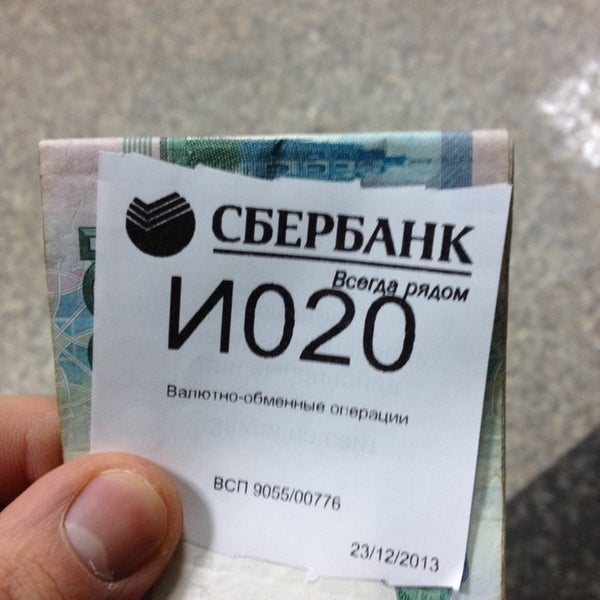 СБЕРБАНК
Всегда рядом
И020
Валютно-обменные операции
ВСП 9055/00776
23/12/2013